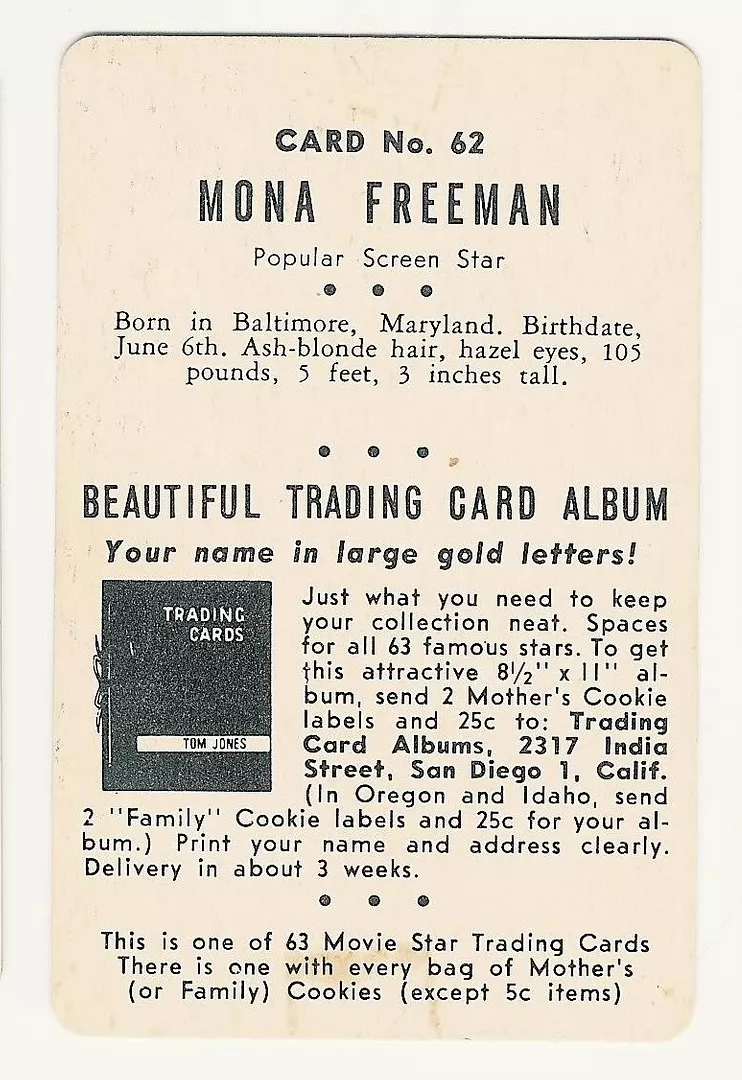 CARD No. 62
MONA FREEMAN
Popular Screen Star
• • •
Born in Baltimore, Maryland. Birthdate,
June 6th. Ash-blonde hair, hazel eyes, 105
pounds, 5 feet, 3 inches tall.
• • •
BEAUTIFUL TRADING CARD ALBUM
Your name in large gold letters!
TRADING
CARDS
TOM JONES
Just what you need to keep
your collection neat. Spaces
for all 63 famous stars. To get
this attractive 8½" x 11" al-
bum, send 2 Mother's Cookie
labels and 25c to: Trading
Card Albums, 2317 India
Street, San Diego 1, Calif.
(In Oregon and Idaho, send
2 "Family" Cookie labels and 25c for your al-
bum.) Print your name and address clearly.
Delivery in about 3 weeks.
• • •
This is one of 63 Movie Star Trading Cards
There is one with every bag of Mother's
(or Family) Cookies (except 5c items)